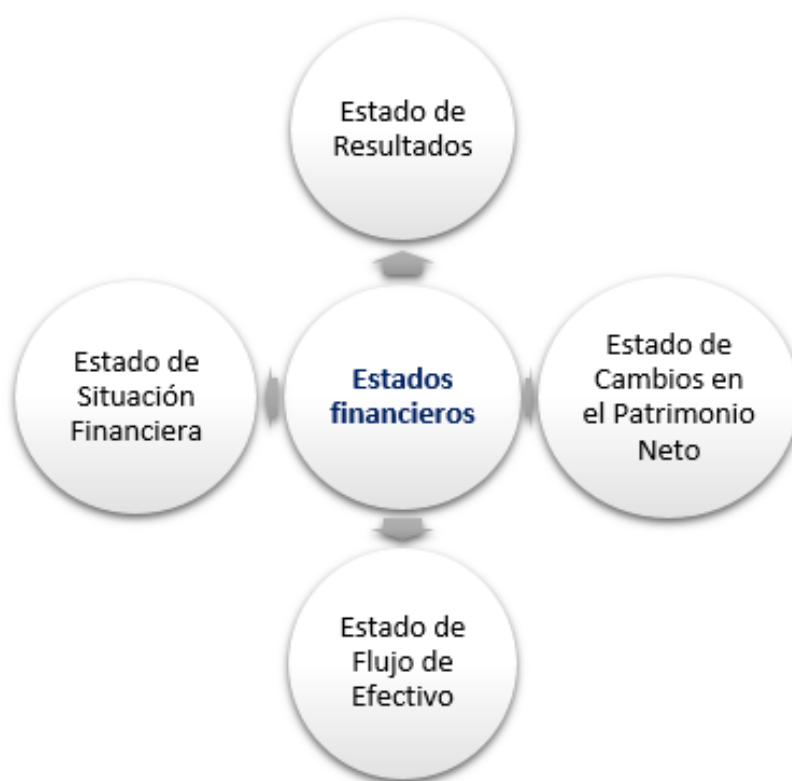 Estado de
Resultados
Estado de
Situación
Financiera
Estados
financieros
Estado de
Cambios en
el Patrimonio
Neto
Estado de
Flujo de
Efectivo